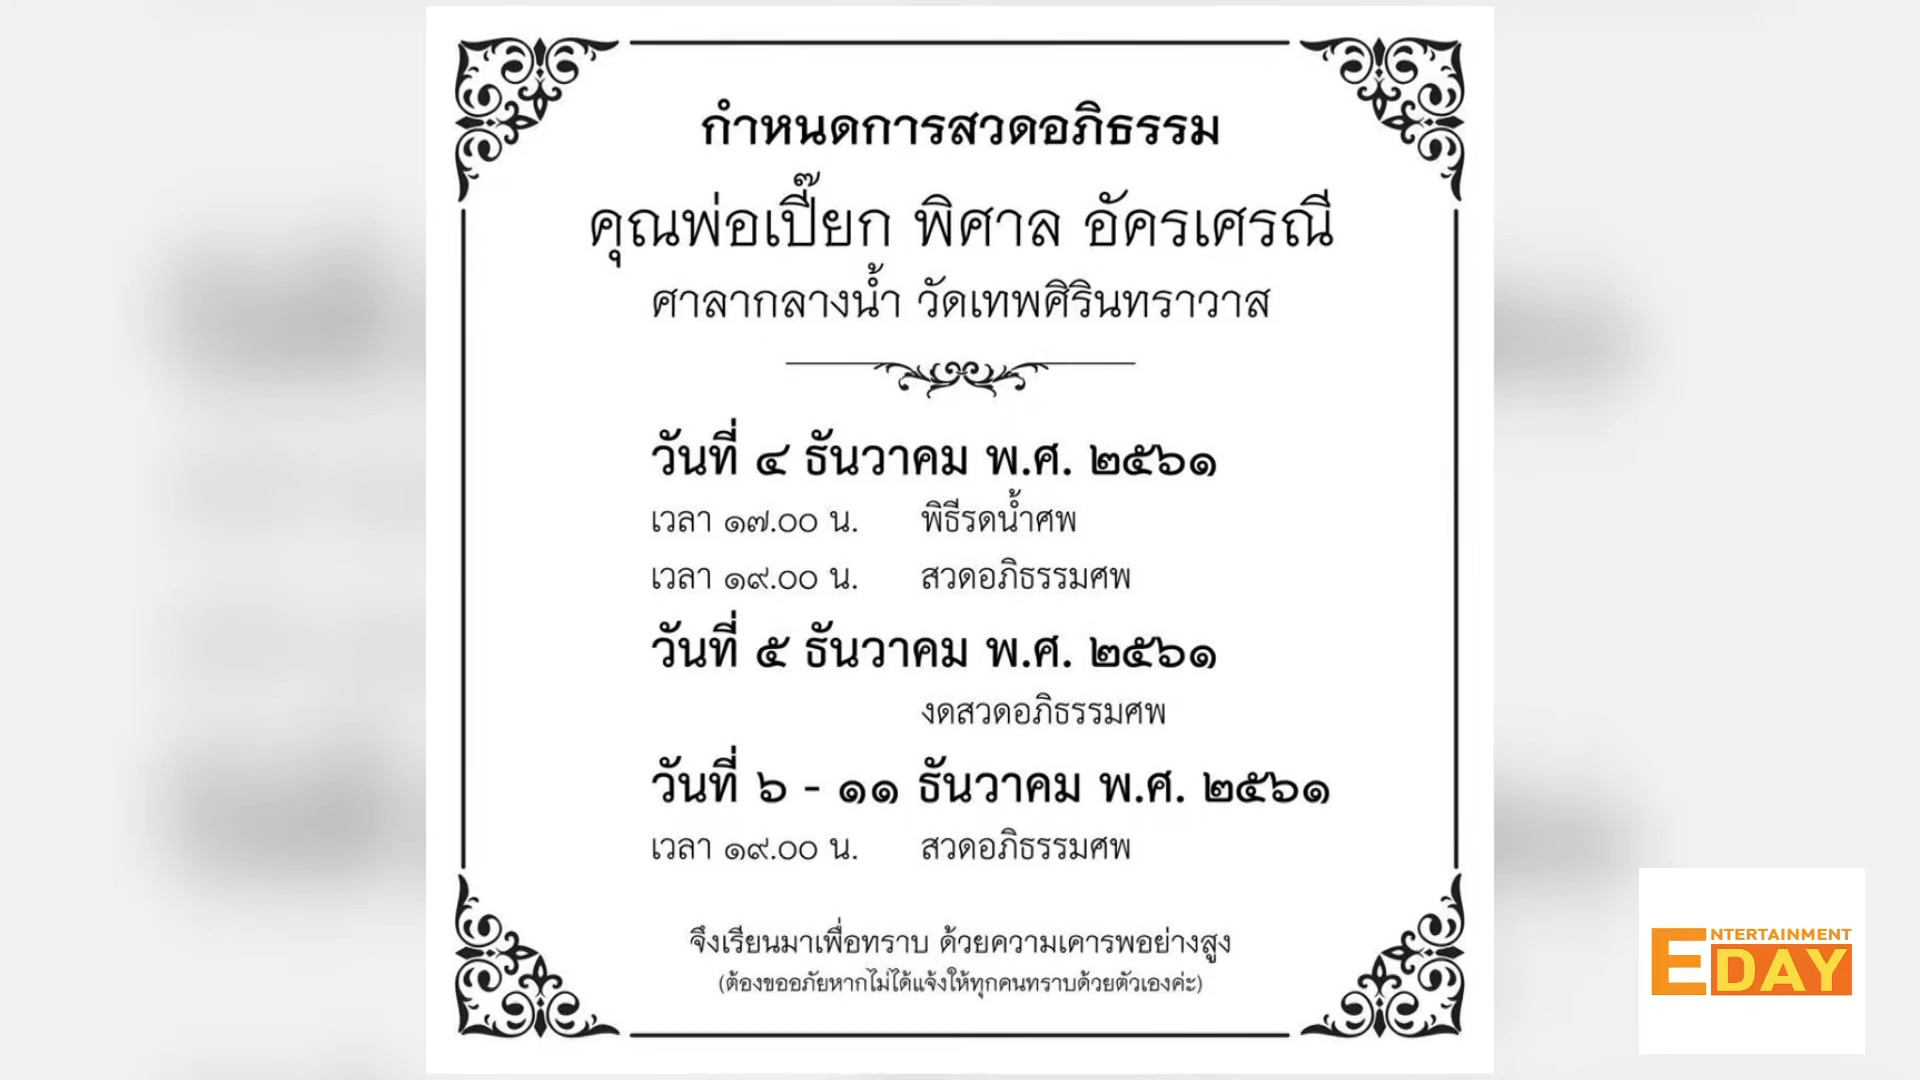 กำหนดการสวดอภิธรรม
คุณพ่อเปี๊ยก พิศาล อัครเศรณี
ศาลากลางน้ำ วัดเทพศิรินทราวาส
วันที่ ๔ ธันวาคม พ.ศ. ๒๕๖๑
เวลา ๑๗.๐๐ น. พิธีรดน้ำศพ
เวลา ๑๙.๐๐ น. สวดอภิธรรมศพ
วันที่ ๕ ธันวาคม พ.ศ. ๒๕๖๑
งดสวดอภิธรรมศพ
วันที่ ๖ - ๑๑ ธันวาคม พ.ศ. ๒๕๖๑
เวลา ๑๙.๐๐ น. สวดอภิธรรมศพ
จึงเรียนมาเพื่อทราบ ด้วยความเคารพอย่างสูง
(ต้องขออภัยหากไม่ได้แจ้งให้ทุกคนทราบด้วยตัวเองค่ะ)
ENTERTAINMENT
DAY